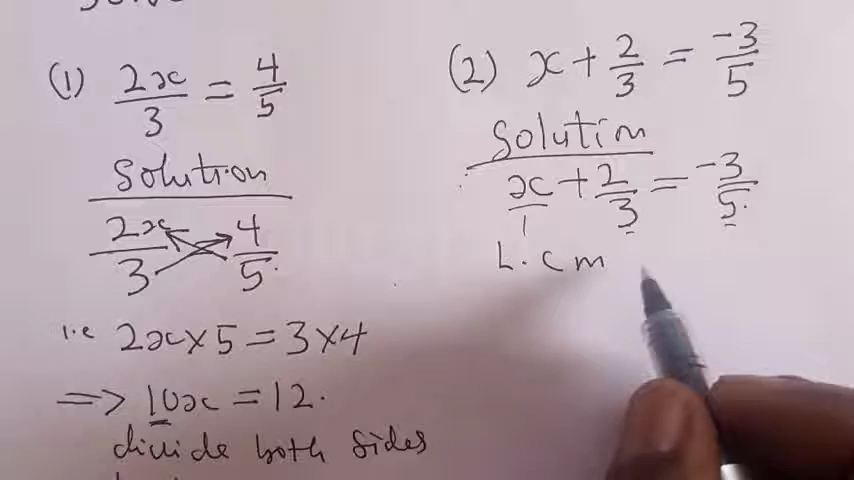 (1) 2x/3 = 4/5
Solution
2x/3 4/5
i.e 2x×5 = 3×4
=> 10x = 12.
divide both sides
(2) x + 2/3 = -3/5
Solution
x/1 + 2/3 = -3/5.
L.cm